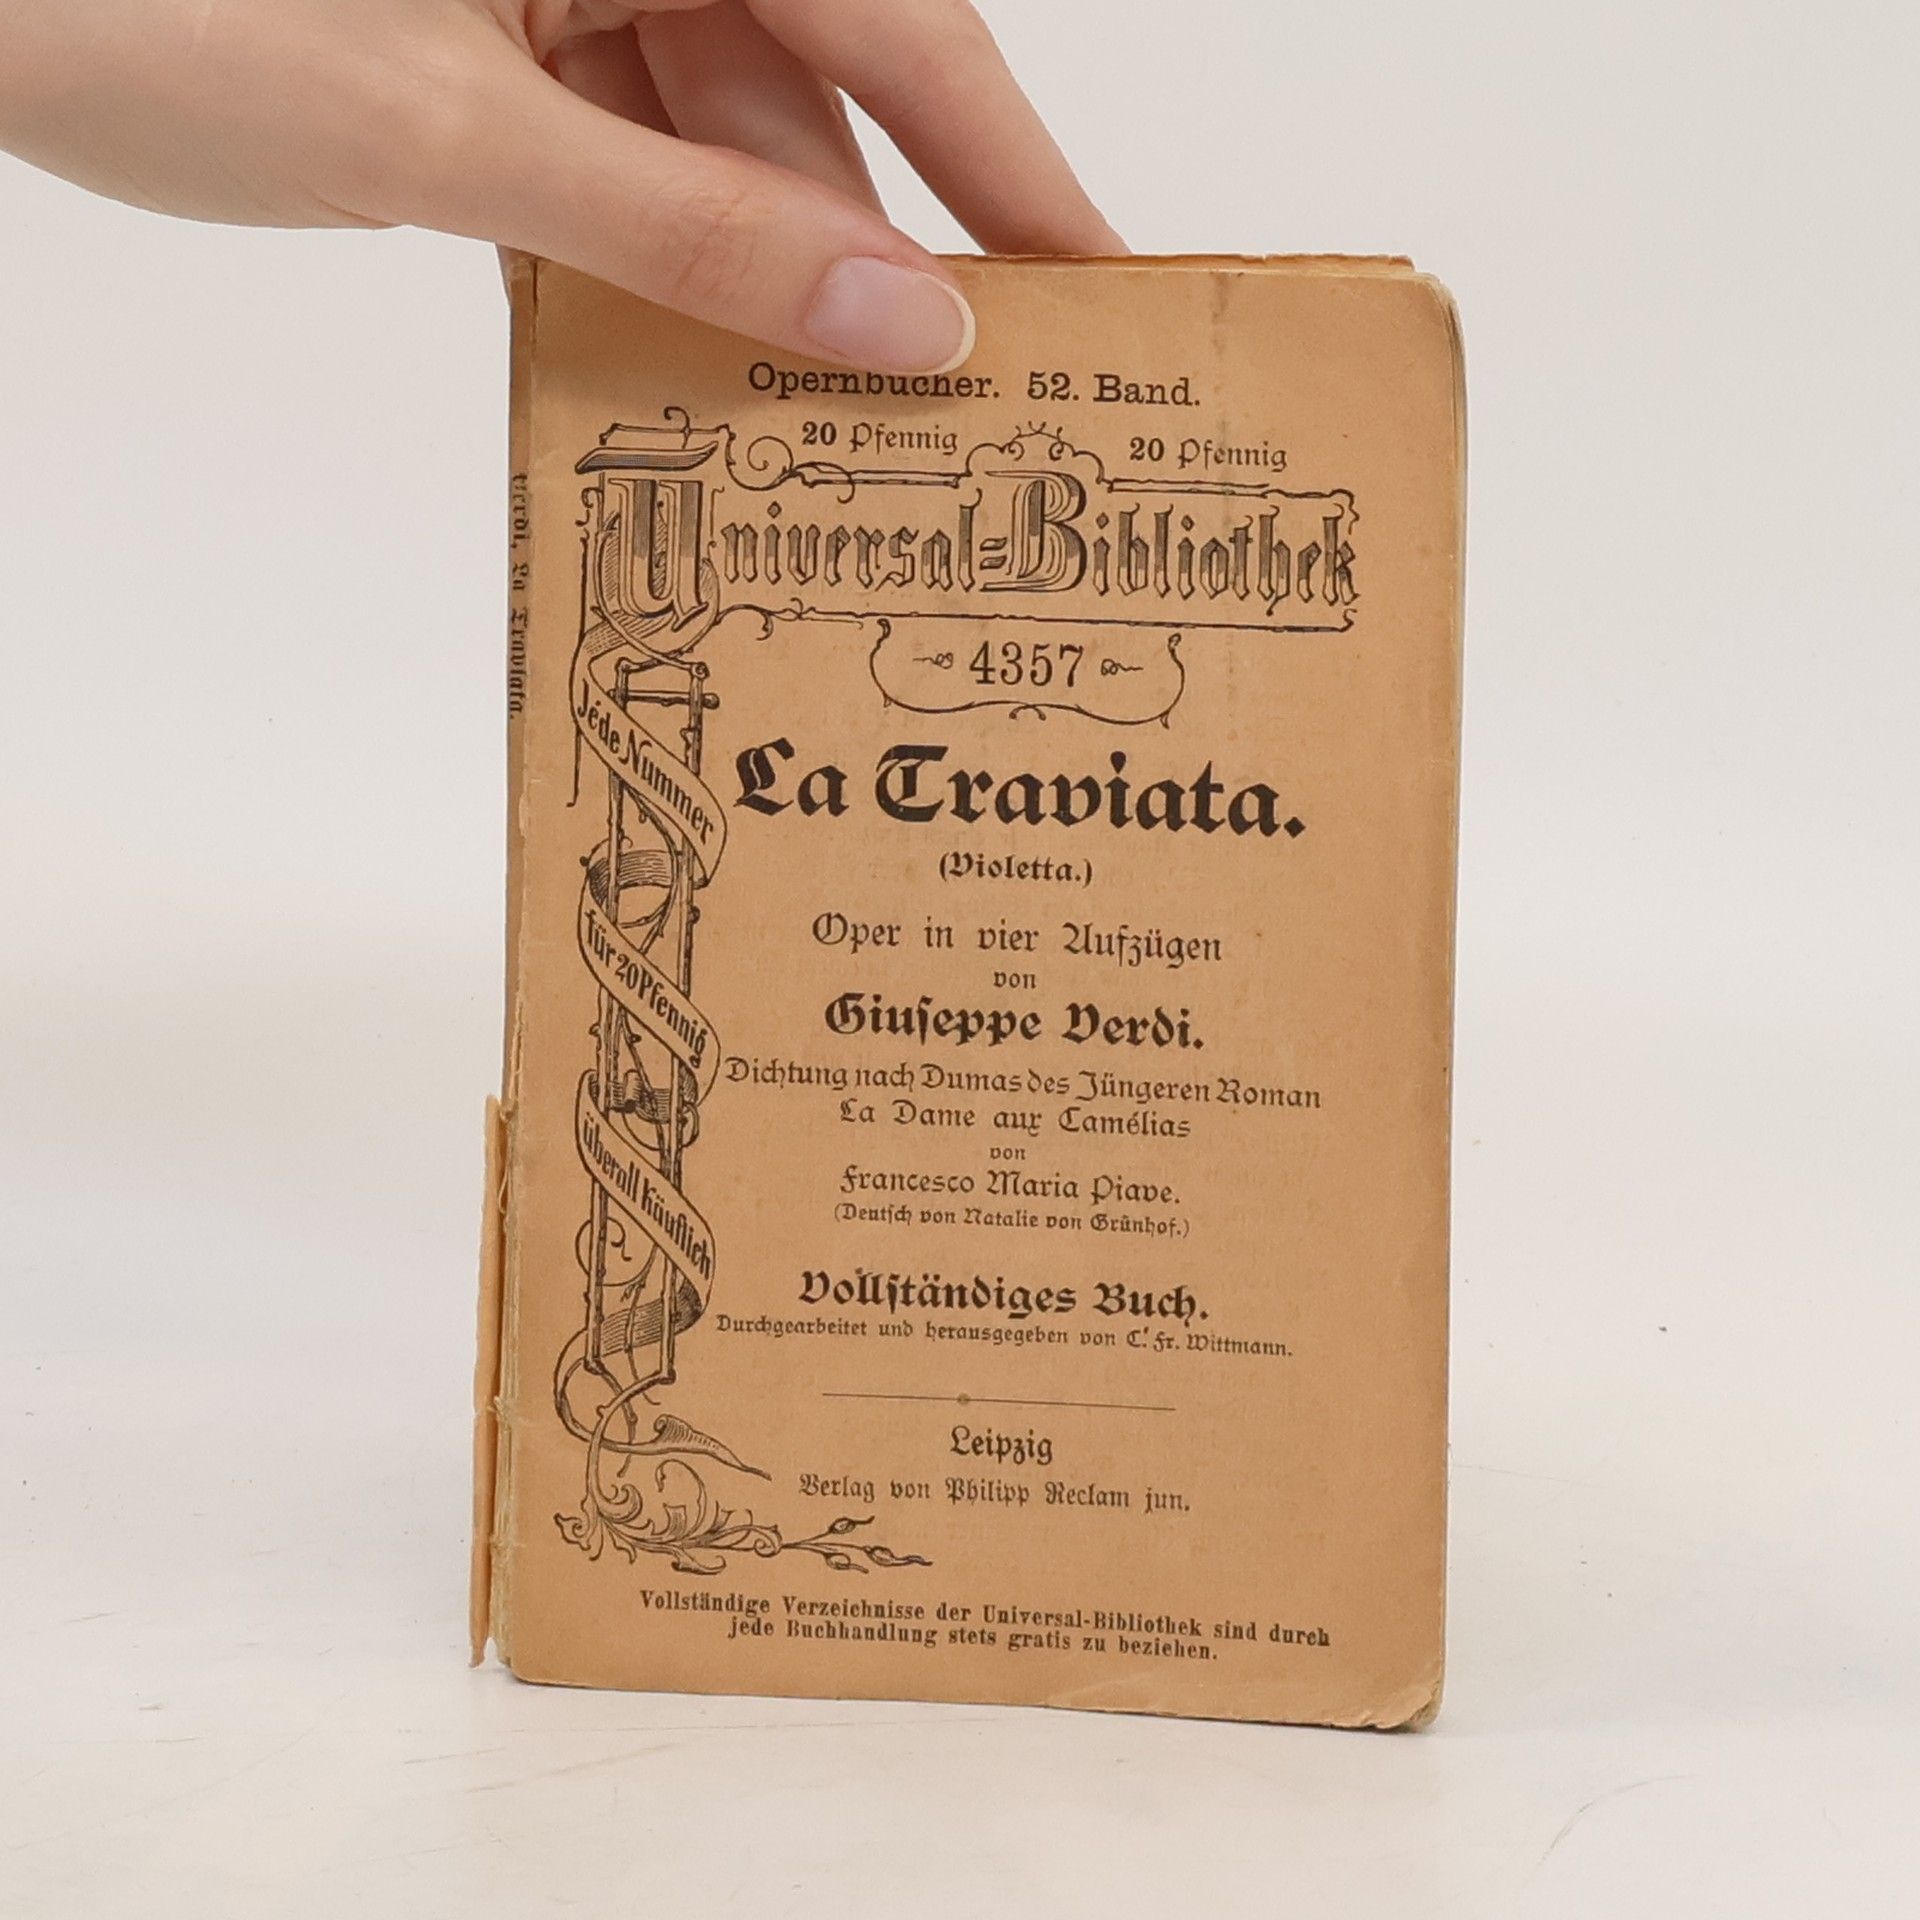 Opernbücher. 52. Band.
20 Pfennig 20 Pfennig
Universal=Bibliothek
4357
Jede Nummer
für 20 Pfennig
überall käuflich
La Traviata.
(Violetta.)
Oper in vier Aufzügen
von
Giuseppe Verdi.
Dichtung nach Dumas des Jüngeren Roman
La Dame aux Camélias
von
Francesco Maria Piave.
(Deutsch von Natalie von Grünhof.)
Vollständiges Buch.
Durchgearbeitet und herausgegeben von C. Fr. Wittmann.
Leipzig
Verlag von Philipp Reclam jun.
Vollständige Verzeichnisse der Universal-Bibliothek sind durch
jede Buchhandlung stets gratis zu beziehen.
Verdi, La Traviata.